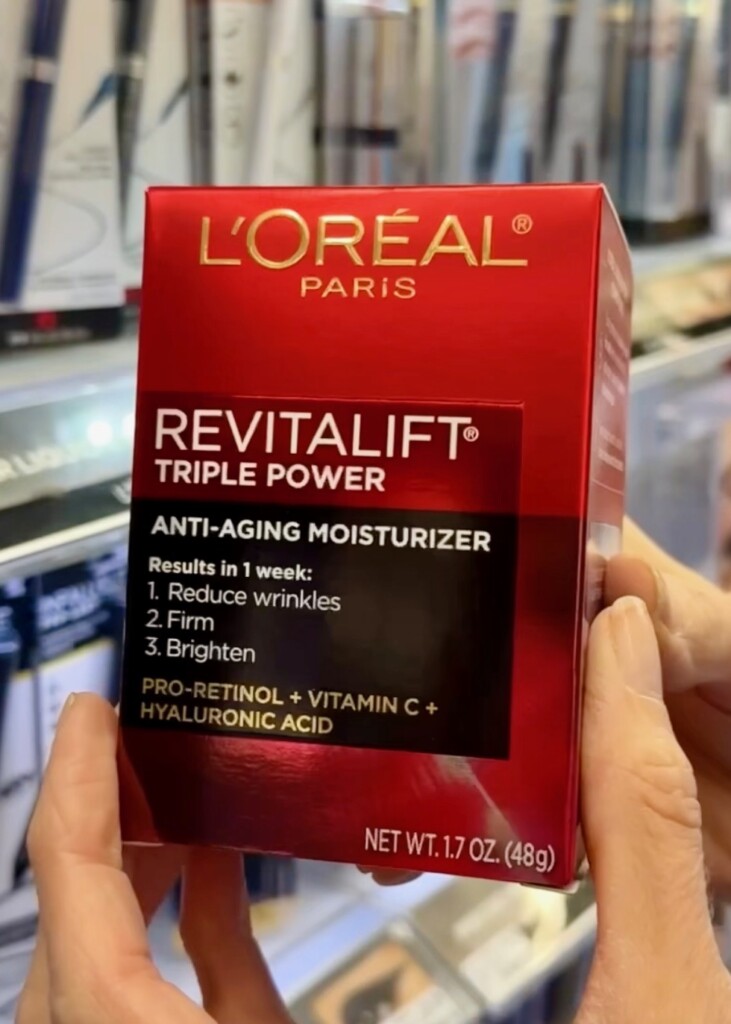 L'ORÉAL®
PARiS
REVITALIFT®
TRIPLE POWER
ANTI-AGING MOISTURIZER
Results in 1 week:
1. Reduce wrinkles
2. Firm
3. Brighten
PRO-RETINOL + VITAMIN C +
HYALURONIC ACID
NET WT. 1.7 OZ. (48g)